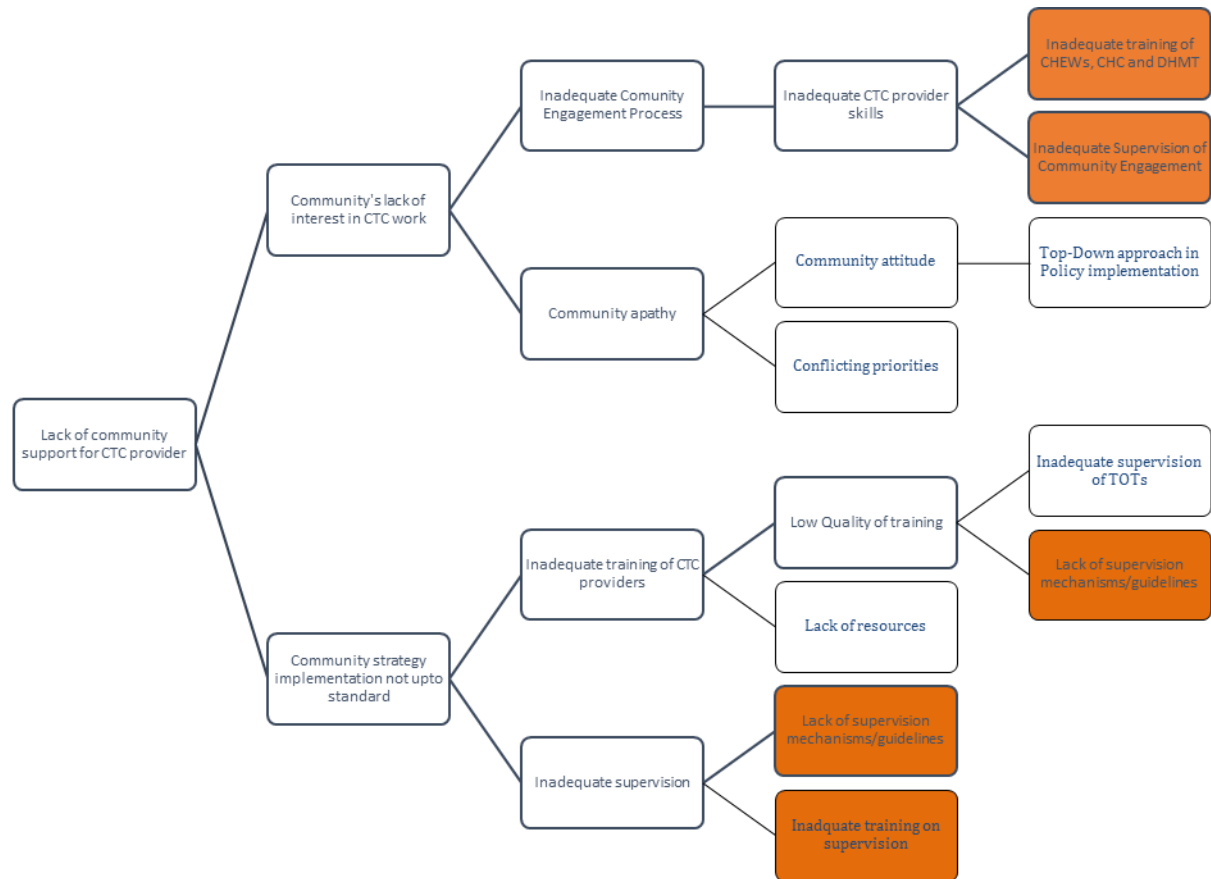 Inadequate training of
CHEWs, CHC and DHMT
Inadequate Comunity
Engagement Process
Inadequate CTC provider
skills
Inadequate Supervision of
Community Engagement
Community's lack of
interest in CTC work
Community attitude
Top-Down approach in
Policy implementation
Community apathy
Conflicting priorities
Lack of community
support for CTC provider
Inadequate supervision
of TOTs
Low Quality of training
Inadequate training of CTC
providers
Lack of supervision
mechanisms/guidelines
Lack of resources
Community strategy
implementation not upto
standard
Lack of supervision
mechanisms/guidelines
Inadequate supervision
Inadquate training on
supervision